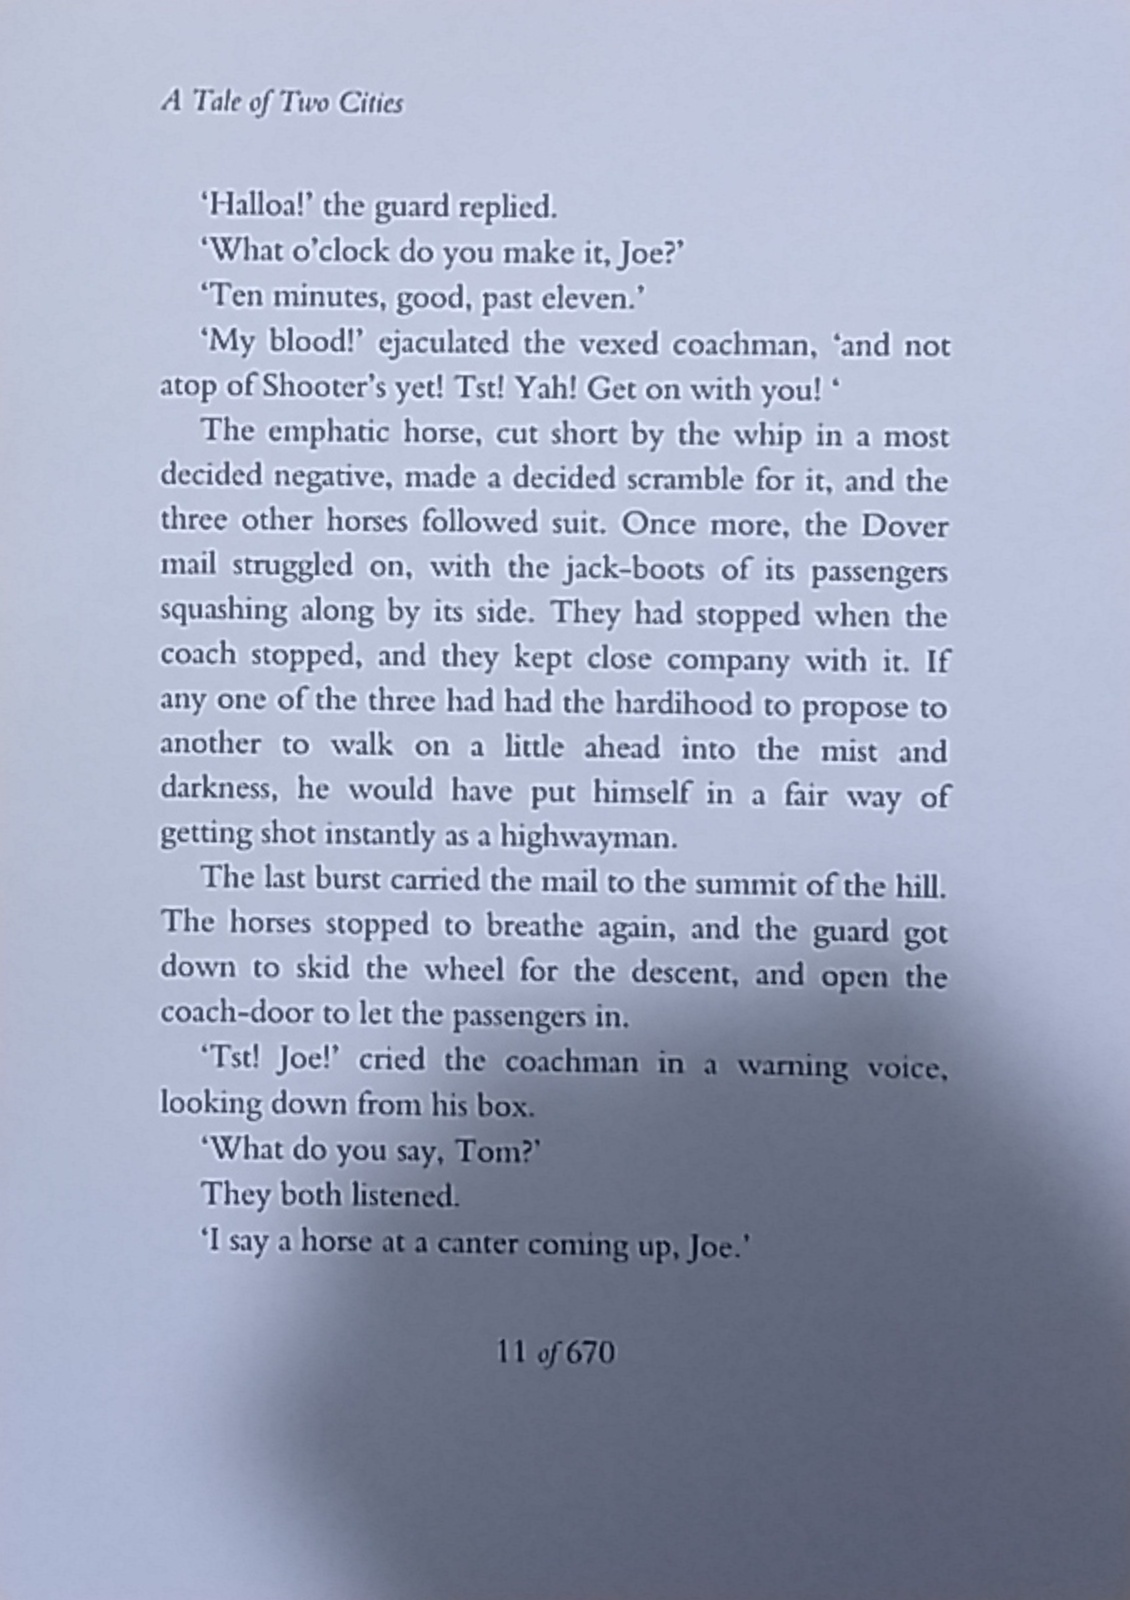 A Tale of Two Cities
‘Halloa!’ the guard replied.
‘What o’clock do you make it, Joe?’
‘Ten minutes, good, past eleven.’
‘My blood!’ ejaculated the vexed coachman, ‘and not
atop of Shooter’s yet! Tst! Yah! Get on with you! ‘
The emphatic horse, cut short by the whip in a most
decided negative, made a decided scramble for it, and the
three other horses followed suit. Once more, the Dover
mail struggled on, with the jack-boots of its passengers
squashing along by its side. They had stopped when the
coach stopped, and they kept close company with it. If
any one of the three had had the hardihood to propose to
another to walk on a little ahead into the mist and
darkness, he would have put himself in a fair way of
getting shot instantly as a highwayman.
The last burst carried the mail to the summit of the hill.
The horses stopped to breathe again, and the guard got
down to skid the wheel for the descent, and open the
coach-door to let the passengers in.
‘Tst! Joe!’ cried the coachman in a warning voice,
looking down from his box.
‘What do you say, Tom?’
They both listened.
‘I say a horse at a canter coming up, Joe.’
11 of 670